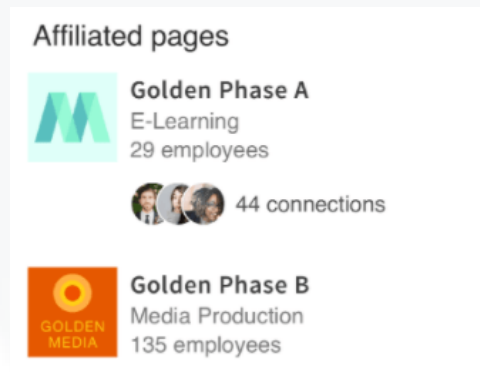 Affiliated pages
Golden Phase A
E-Learning
29 employees
44 connections
Golden Phase B
Media Production
135 employees
GOLDEN
MEDIA